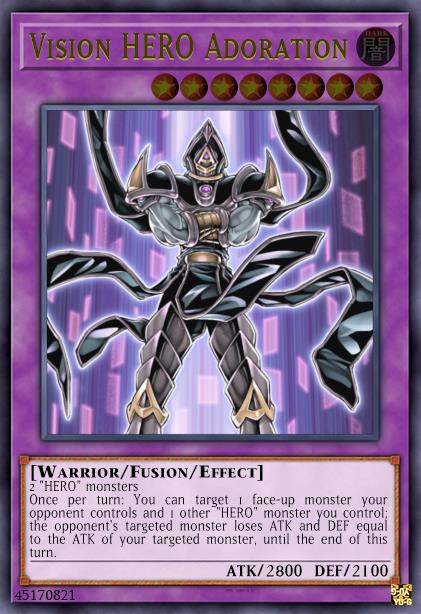 Vision HERO Adoration
DARK
闇
[Warrior/Fusion/Effect]
2 "HERO" monsters
Once per turn: You can target 1 face-up monster your
opponent controls and 1 other "HERO" monster you control;
the opponent's targeted monster loses ATK and DEF equal
to the ATK of your targeted monster, until the end of this
turn.
ATK/2800 DEF/2100
45170821